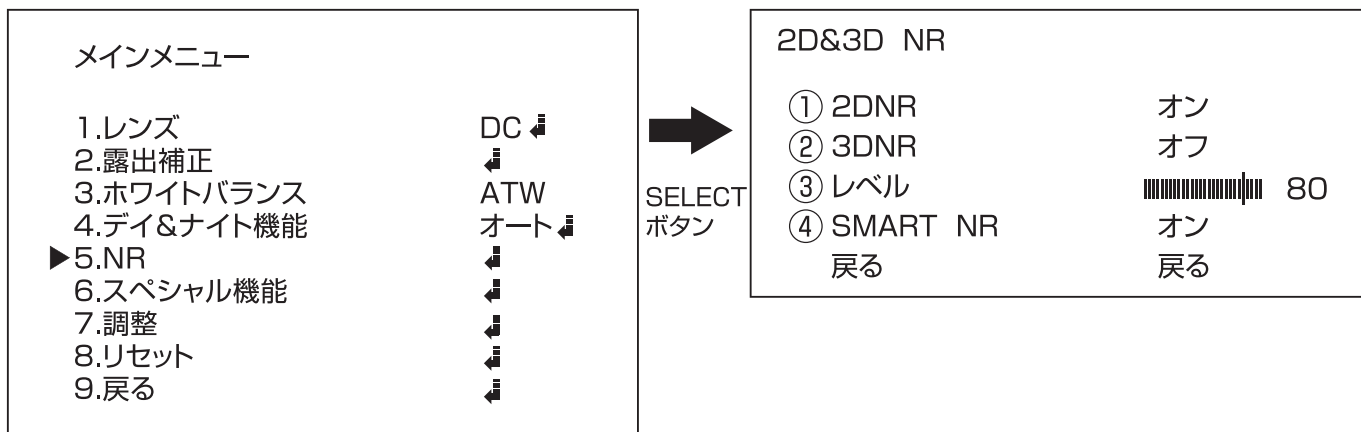 メインメニュー
1.レンズ DC
2.露出補正
3.ホワイトバランス ATW
4.デイ&ナイト機能 オート
5.NR
6.スペシャル機能
7.調整
8.リセット
9.戻る
SELECT
ボタン
2D&3D NR
① 2DNR オン
② 3DNR オフ
③ レベル 80
④ SMART NR オン
戻る 戻る